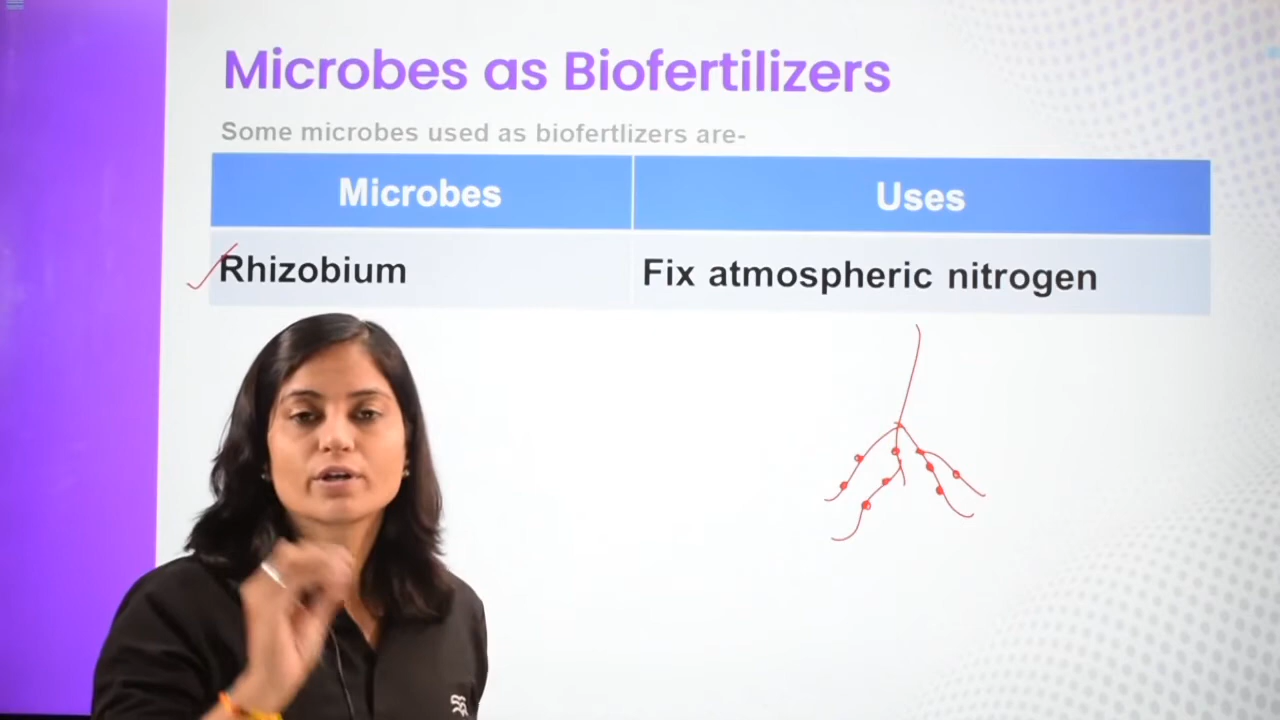 Microbes as Biofertilizers
Some microbes used as biofertlizers are-
Microbes
Uses
Rhizobium
Fix atmospheric nitrogen